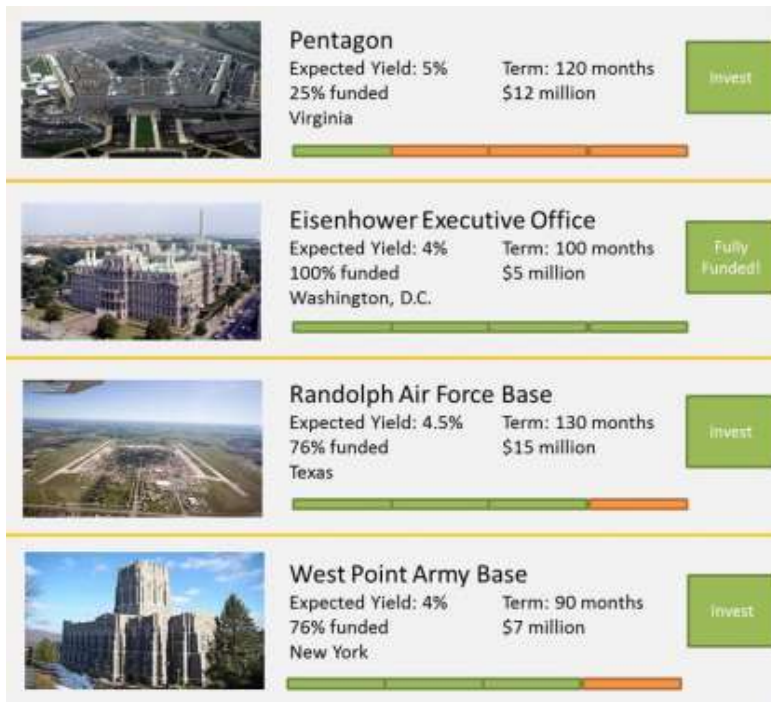 Pentagon
Expected Yield: 5% Term: 120 months
25% funded $12 million
Virginia
Invest
Eisenhower Executive Office
Expected Yield: 4% Term: 100 months
100% funded $5 million
Washington, D.C.
Fully
Funded!
Randolph Air Force Base
Expected Yield: 4.5% Term: 130 months
76% funded $15 million
Texas
Invest
West Point Army Base
Expected Yield: 4% Term: 90 months
76% funded $7 million
New York
Invest